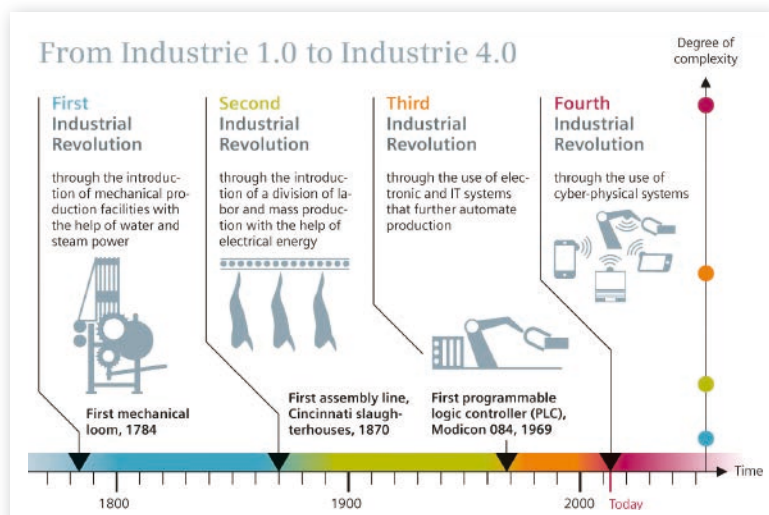 From Industrie 1.0 to Industrie 4.0
Degree of
complexity
First
Industrial
Revolution
through the introduc-
tion of mechanical pro-
duction facilities with
the help of water and
steam power
Second
Industrial
Revolution
through the introduc-
tion of a division of la-
bor and mass produc-
tion with the help of
electrical energy
Third
Industrial
Revolution
through the use of elec-
tronic and IT systems
that further automate
production
Fourth
Industrial
Revolution
through the use of
cyber-physical systems
First mechanical
loom, 1784
First assembly line,
Cincinnati slaugh-
terhouses, 1870
First programmable
logic controller (PLC),
Modicon 084, 1969
Time
1800
1900
2000
Today